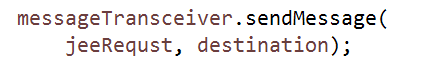 messageTransceiver.sendMessage(
jeeRequst, destination);